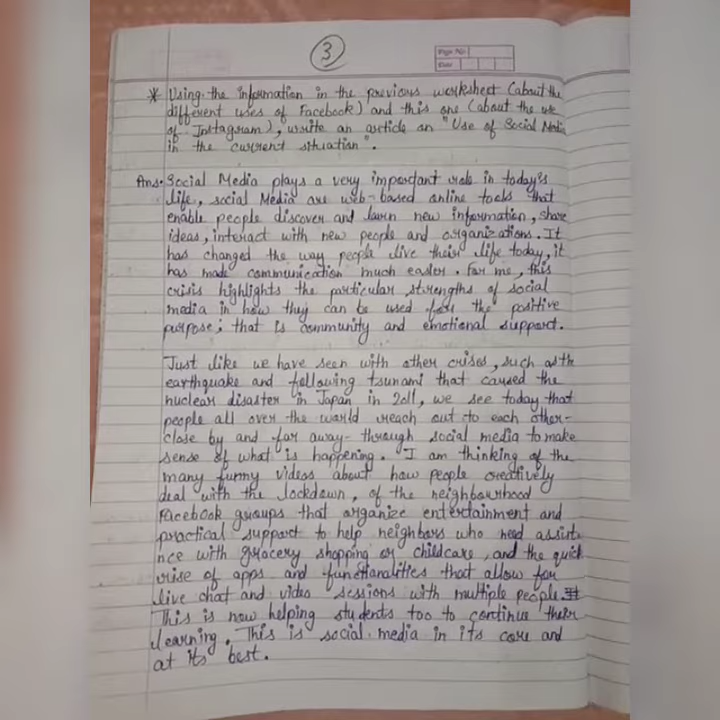 3
Page No.
Date
* Using the information in the previous worksheet (about the
different uses of Facebook) and this one (about the use
of Instagram), write an article on "Use of Social Media
in the current situation".
Ans. Social Media plays a very important role in today's
life, social Media are web-based online tools that
enable people discover and learn new information, share
ideas, interact with new people and organizations. It
has changed the way people live their life today, it
has made communication much easier. For me, this
crisis highlights the particular strengths of social
media in how they can be used for the positive
purpose; that is community and emotional support.
Just like we have seen with other crises, such as the
earthquake and following tsunami that caused the
nuclear disaster in Japan in 2011, we see today that
people all over the world reach out to each other-
close by and far away- through social media to make
sense of what is happening. I am thinking of the
many funny videos about how people creatively
deal with the lockdown, of the neighbourhood
Facebook groups that organize entertainment and
practical support to help neighbors who need assist-
nce with grocery shopping or childcare, and the quick
rise of apps and functionalities that allow for
live chat and video sessions with multiple people.
This is now helping students too to continue their
learning. This is social media in its core and
at its best.